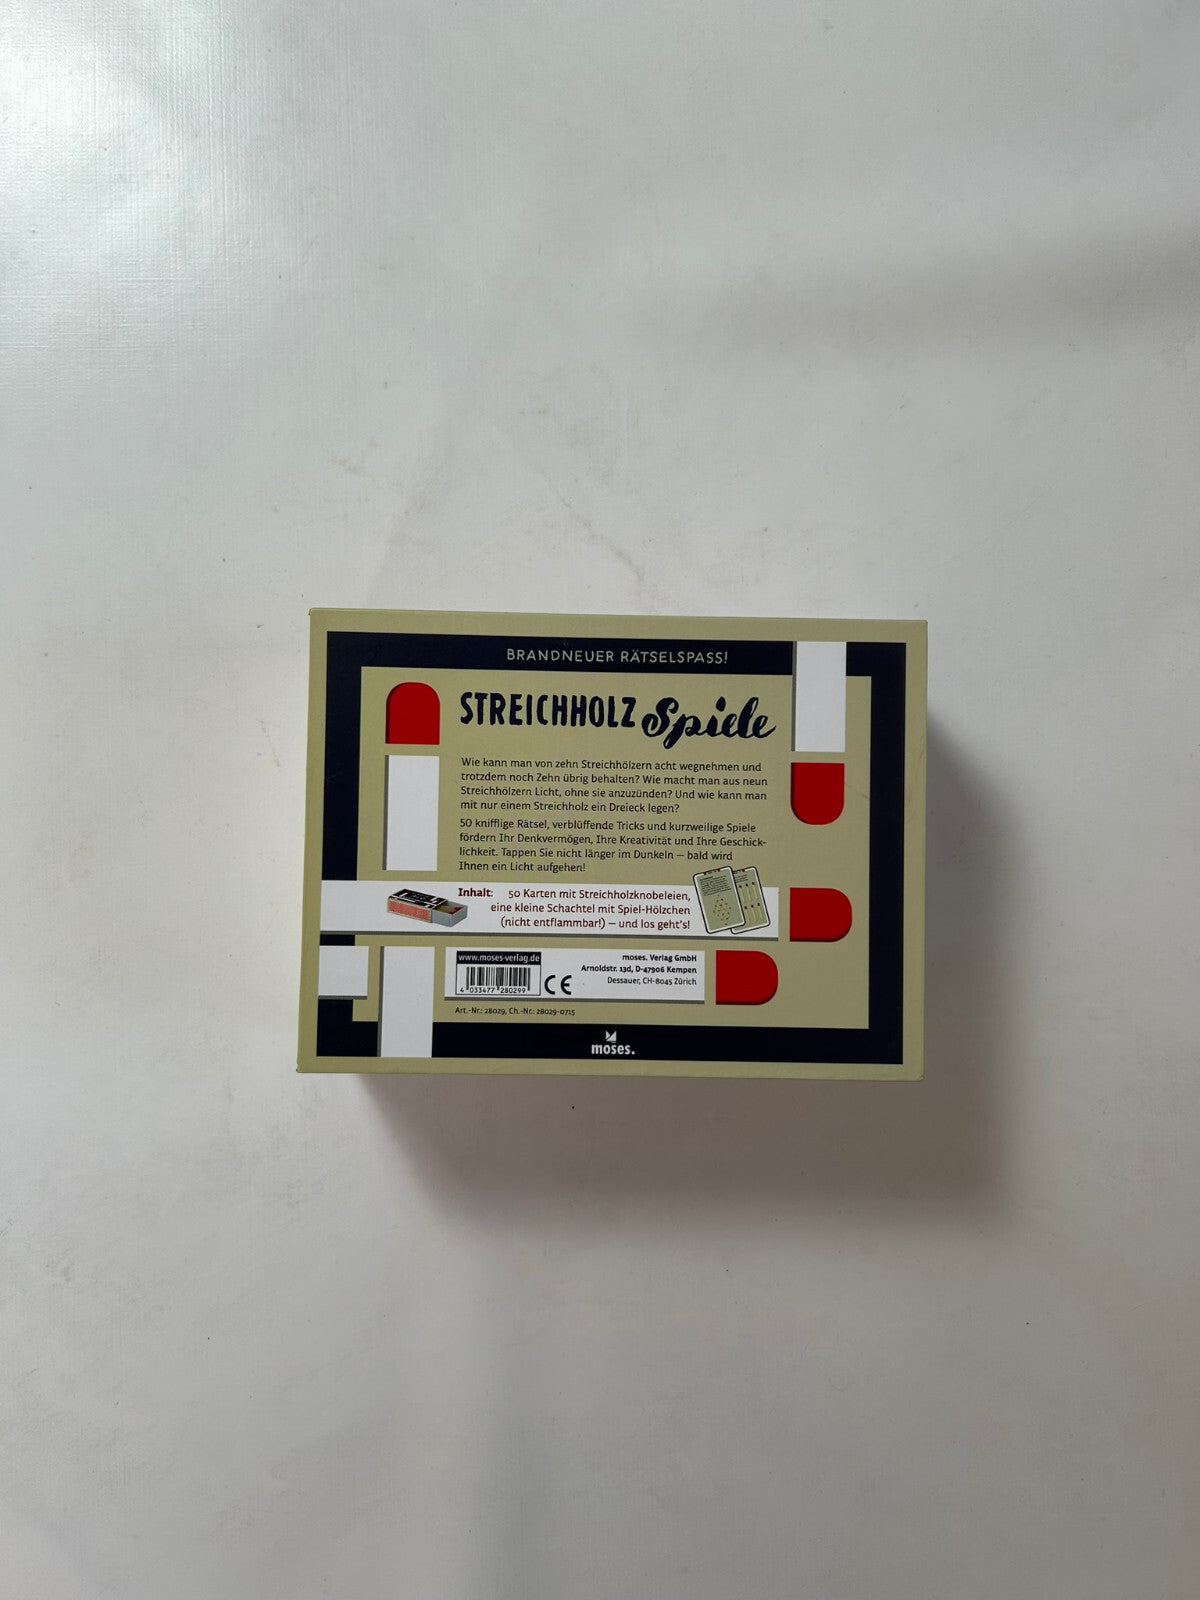 BRANDNEUER RÄTSELSPASS!
STREICHHOLZ Spiele
Wie kann man von zehn Streichhölzern acht wegnehmen und
trotzdem noch Zehn übrig behalten? Wie macht man aus neun
Streichhölzern Licht, ohne sie anzuzünden? Und wie kann man
mit nur einem Streichholz ein Dreieck legen?
50 knifflige Rätsel, verblüffende Tricks und kurzweilige Spiele
fördern Ihr Denkvermögen, Ihre Kreativität und Ihre Geschick-
lichkeit. Tappen Sie nicht länger im Dunkeln – bald wird
Ihnen ein Licht aufgehen!
Inhalt: 50 Karten mit Streichholzknobeleien,
eine kleine Schachtel mit Spiel-Hölzchen
(nicht entflammbar!) – und los geht's!
www.moses-verlag.de
4 033477 280299
CE
moses. Verlag GmbH
Arnoldstr. 13d, D-47906 Kempen
Dessauer, CH-8045 Zürich
Art.-Nr.: 28029, Ch.-Nr.: 28029-0715
moses.